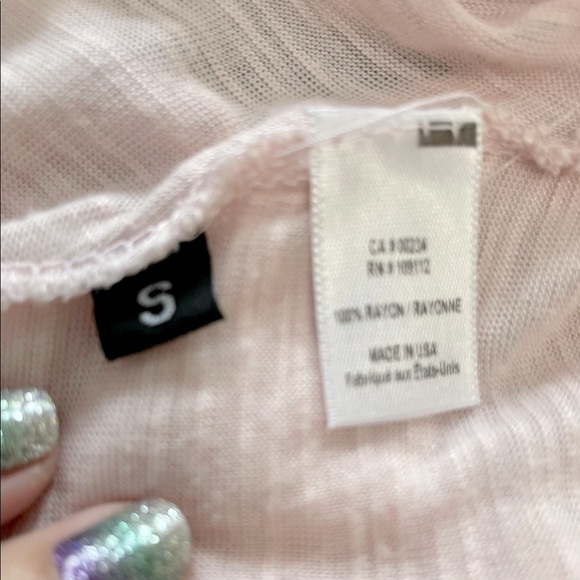 S
CA # 00234
RN # 109112
100% RAYON / RAYONNE
MADE IN USA
Fabriqué aux États-Unis